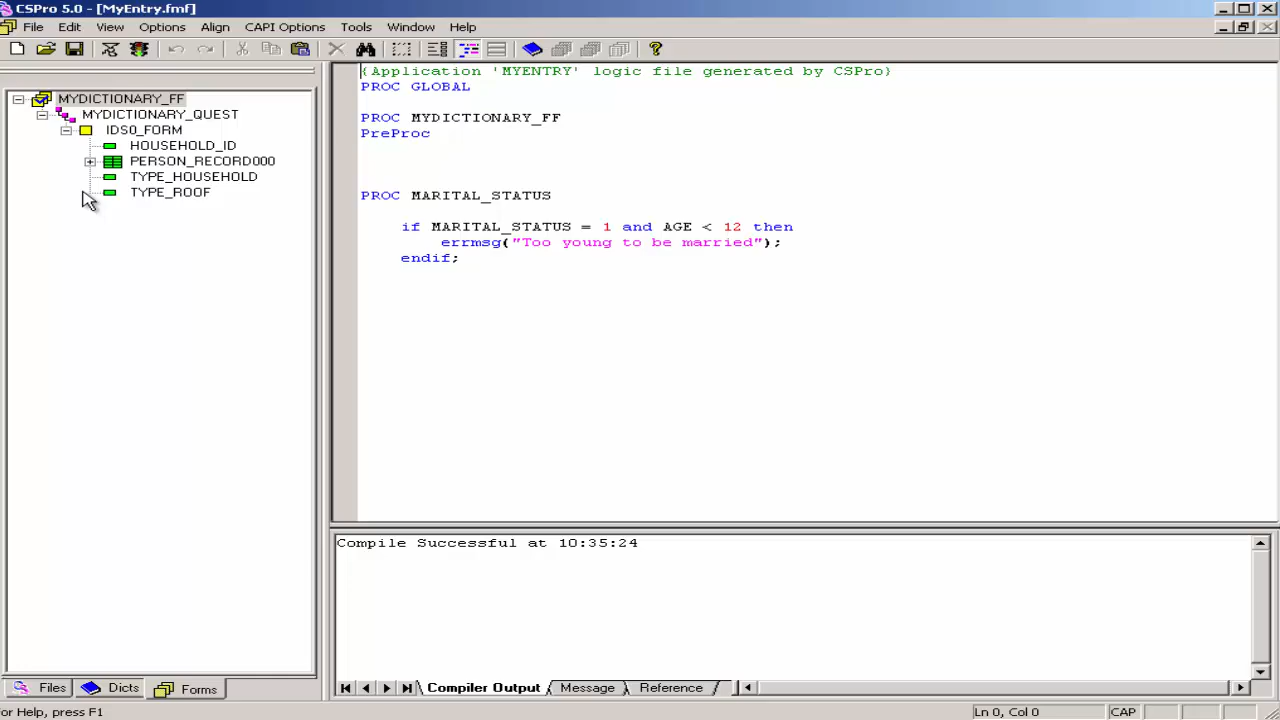 CSPro 5.0 - [MyEntry.fmf]
File Edit View Options Align CAPI Options Tools Window Help
MYDICTIONARY_FF
MYDICTIONARY_QUEST
IDS0_FORM
HOUSEHOLD_ID
PERSON_RECORD000
TYPE_HOUSEHOLD
TYPE_ROOF
{Application 'MYENTRY' logic file generated by CSPro}
PROC GLOBAL
PROC MYDICTIONARY_FF
PreProc
PROC MARITAL_STATUS
if MARITAL_STATUS = 1 and AGE < 12 then
errmsg("Too young to be married");
endif;
Compile Successful at 10:35:24
Files Dicts Forms
Compiler Output Message Reference
For Help, press F1
Ln 0, Col 0 CAP